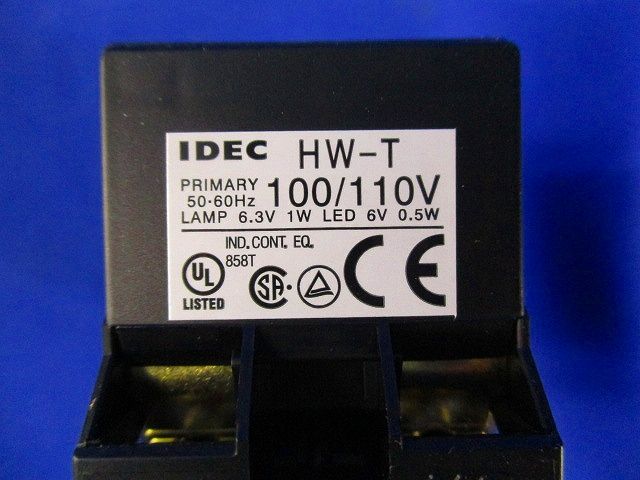 IDEC HW-T
PRIMARY 100/110V
50·60Hz
LAMP 6.3V 1W LED 6V 0.5W
IND. CONT. EQ.
858T
UL
LISTED
SA
CE